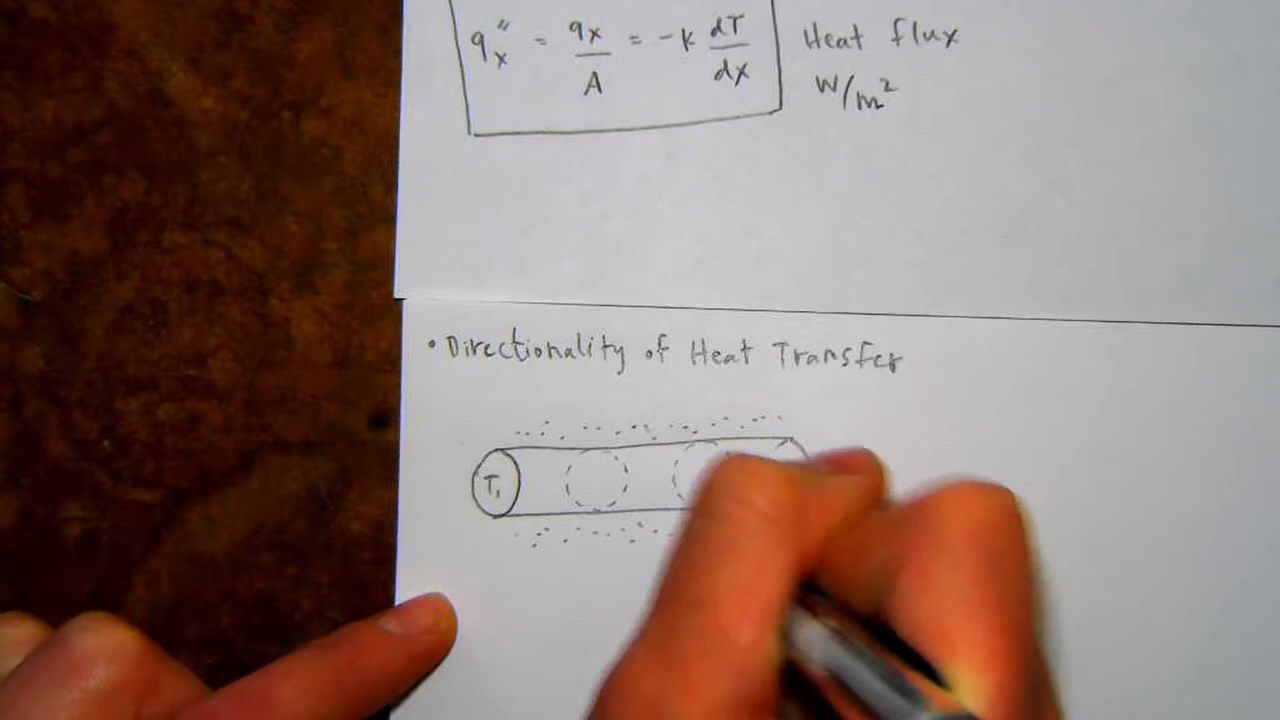 q"x = qx/A = -k dT/dx Heat flux
W/m²
• Directionality of Heat Transfer
T₁